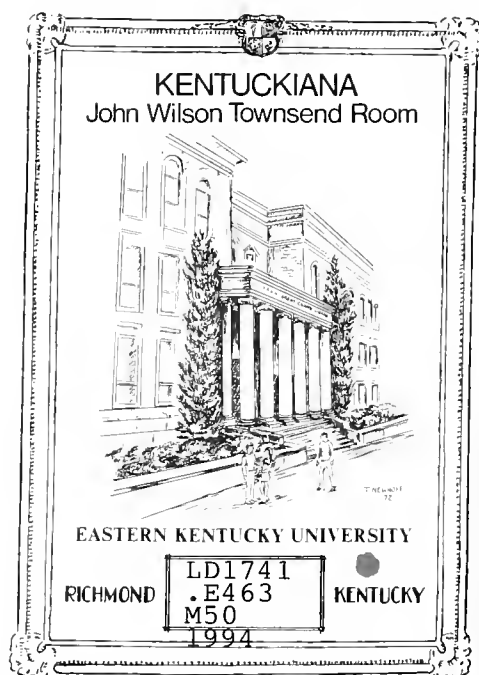 KENTUCKIANA
John Wilson Townsend Room
EASTERN KENTUCKY UNIVERSITY
RICHMOND
LD1741
.E463
M50
1994
KENTUCKY